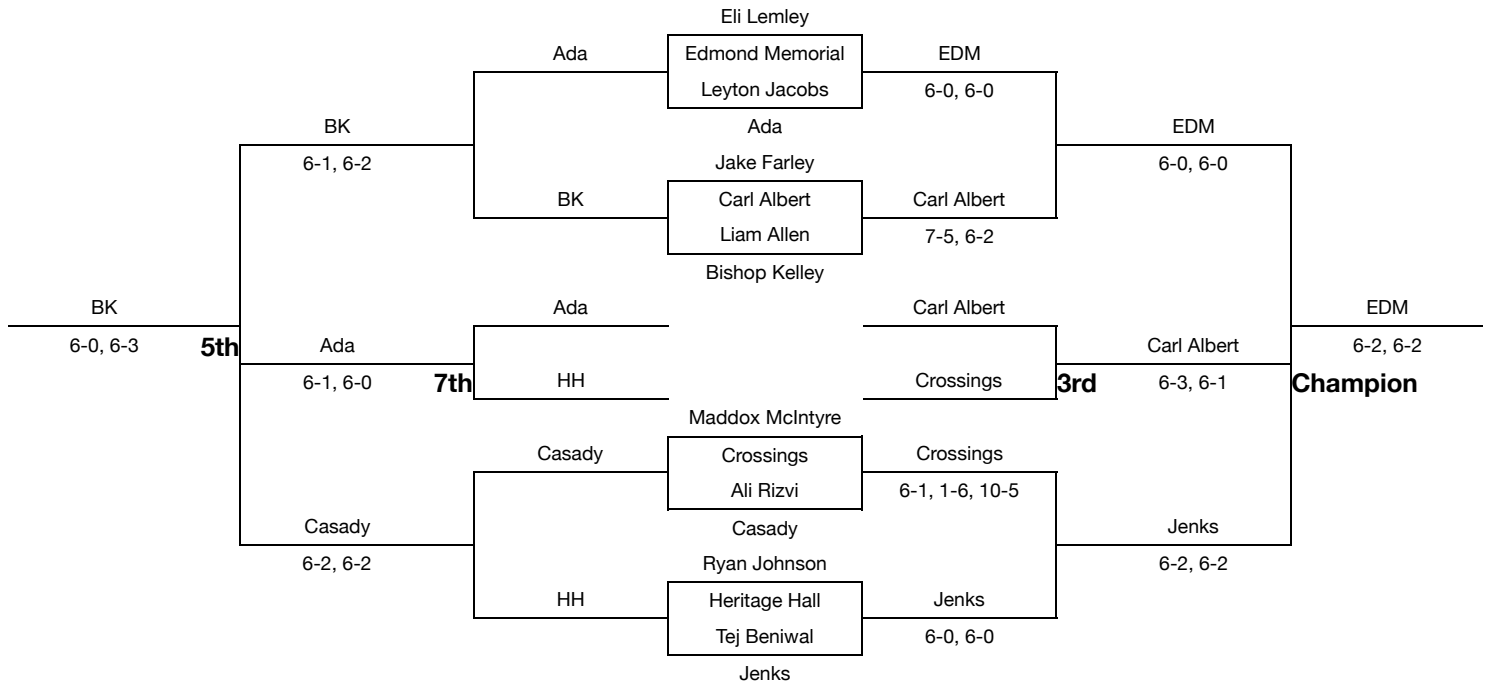 Eli Lemley
Ada
Edmond Memorial
EDM
Leyton Jacobs
6-0, 6-0
BK
Ada
EDM
6-1, 6-2
Jake Farley
6-0, 6-0
BK
Carl Albert
Carl Albert
Liam Allen
7-5, 6-2
Bishop Kelley
BK
Ada
Carl Albert
EDM
6-0, 6-3
5th
Ada
Carl Albert
6-2, 6-2
6-1, 6-0
7th
HH
Crossings
3rd
6-3, 6-1
Champion
Maddox McIntyre
Casady
Crossings
Crossings
Ali Rizvi
6-1, 1-6, 10-5
Casady
Casady
Jenks
6-2, 6-2
Ryan Johnson
6-2, 6-2
HH
Heritage Hall
Jenks
Tej Beniwal
6-0, 6-0
Jenks